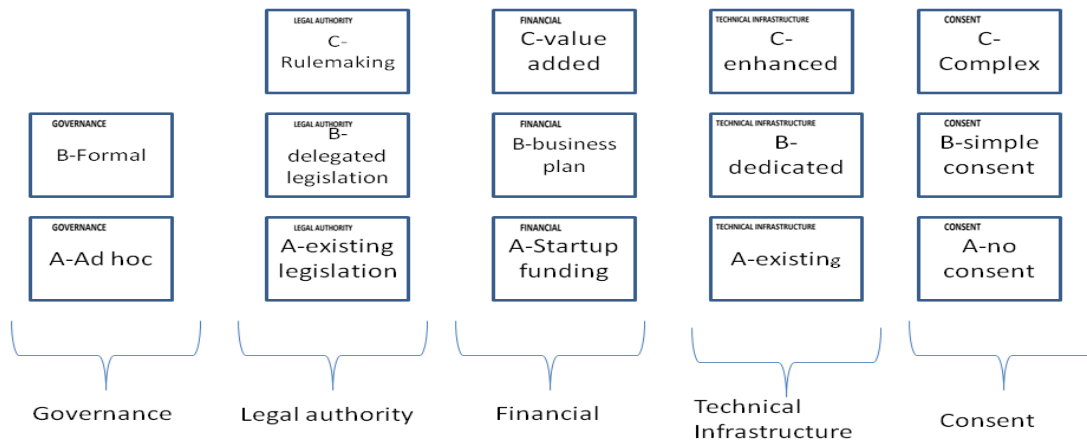 LEGAL AUTHORITY
C-
Rulemaking
FINANCIAL
C-value
added
TECHNICAL INFRASTRUCTURE
C-
enhanced
CONSENT
C-
Complex
GOVERNANCE
B-Formal
LEGAL AUTHORITY
B-
delegated
legislation
FINANCIAL
B-business
plan
TECHNICAL INFRASTRUCTURE
B-
dedicated
CONSENT
B-simple
consent
GOVERNANCE
A-Ad hoc
LEGAL AUTHORITY
A-existing
legislation
FINANCIAL
A-Startup
funding
TECHNICAL INFRASTRUCTURE
A-existing
CONSENT
A-no
consent
Governance
Legal authority
Financial
Technical
Infrastructure
Consent